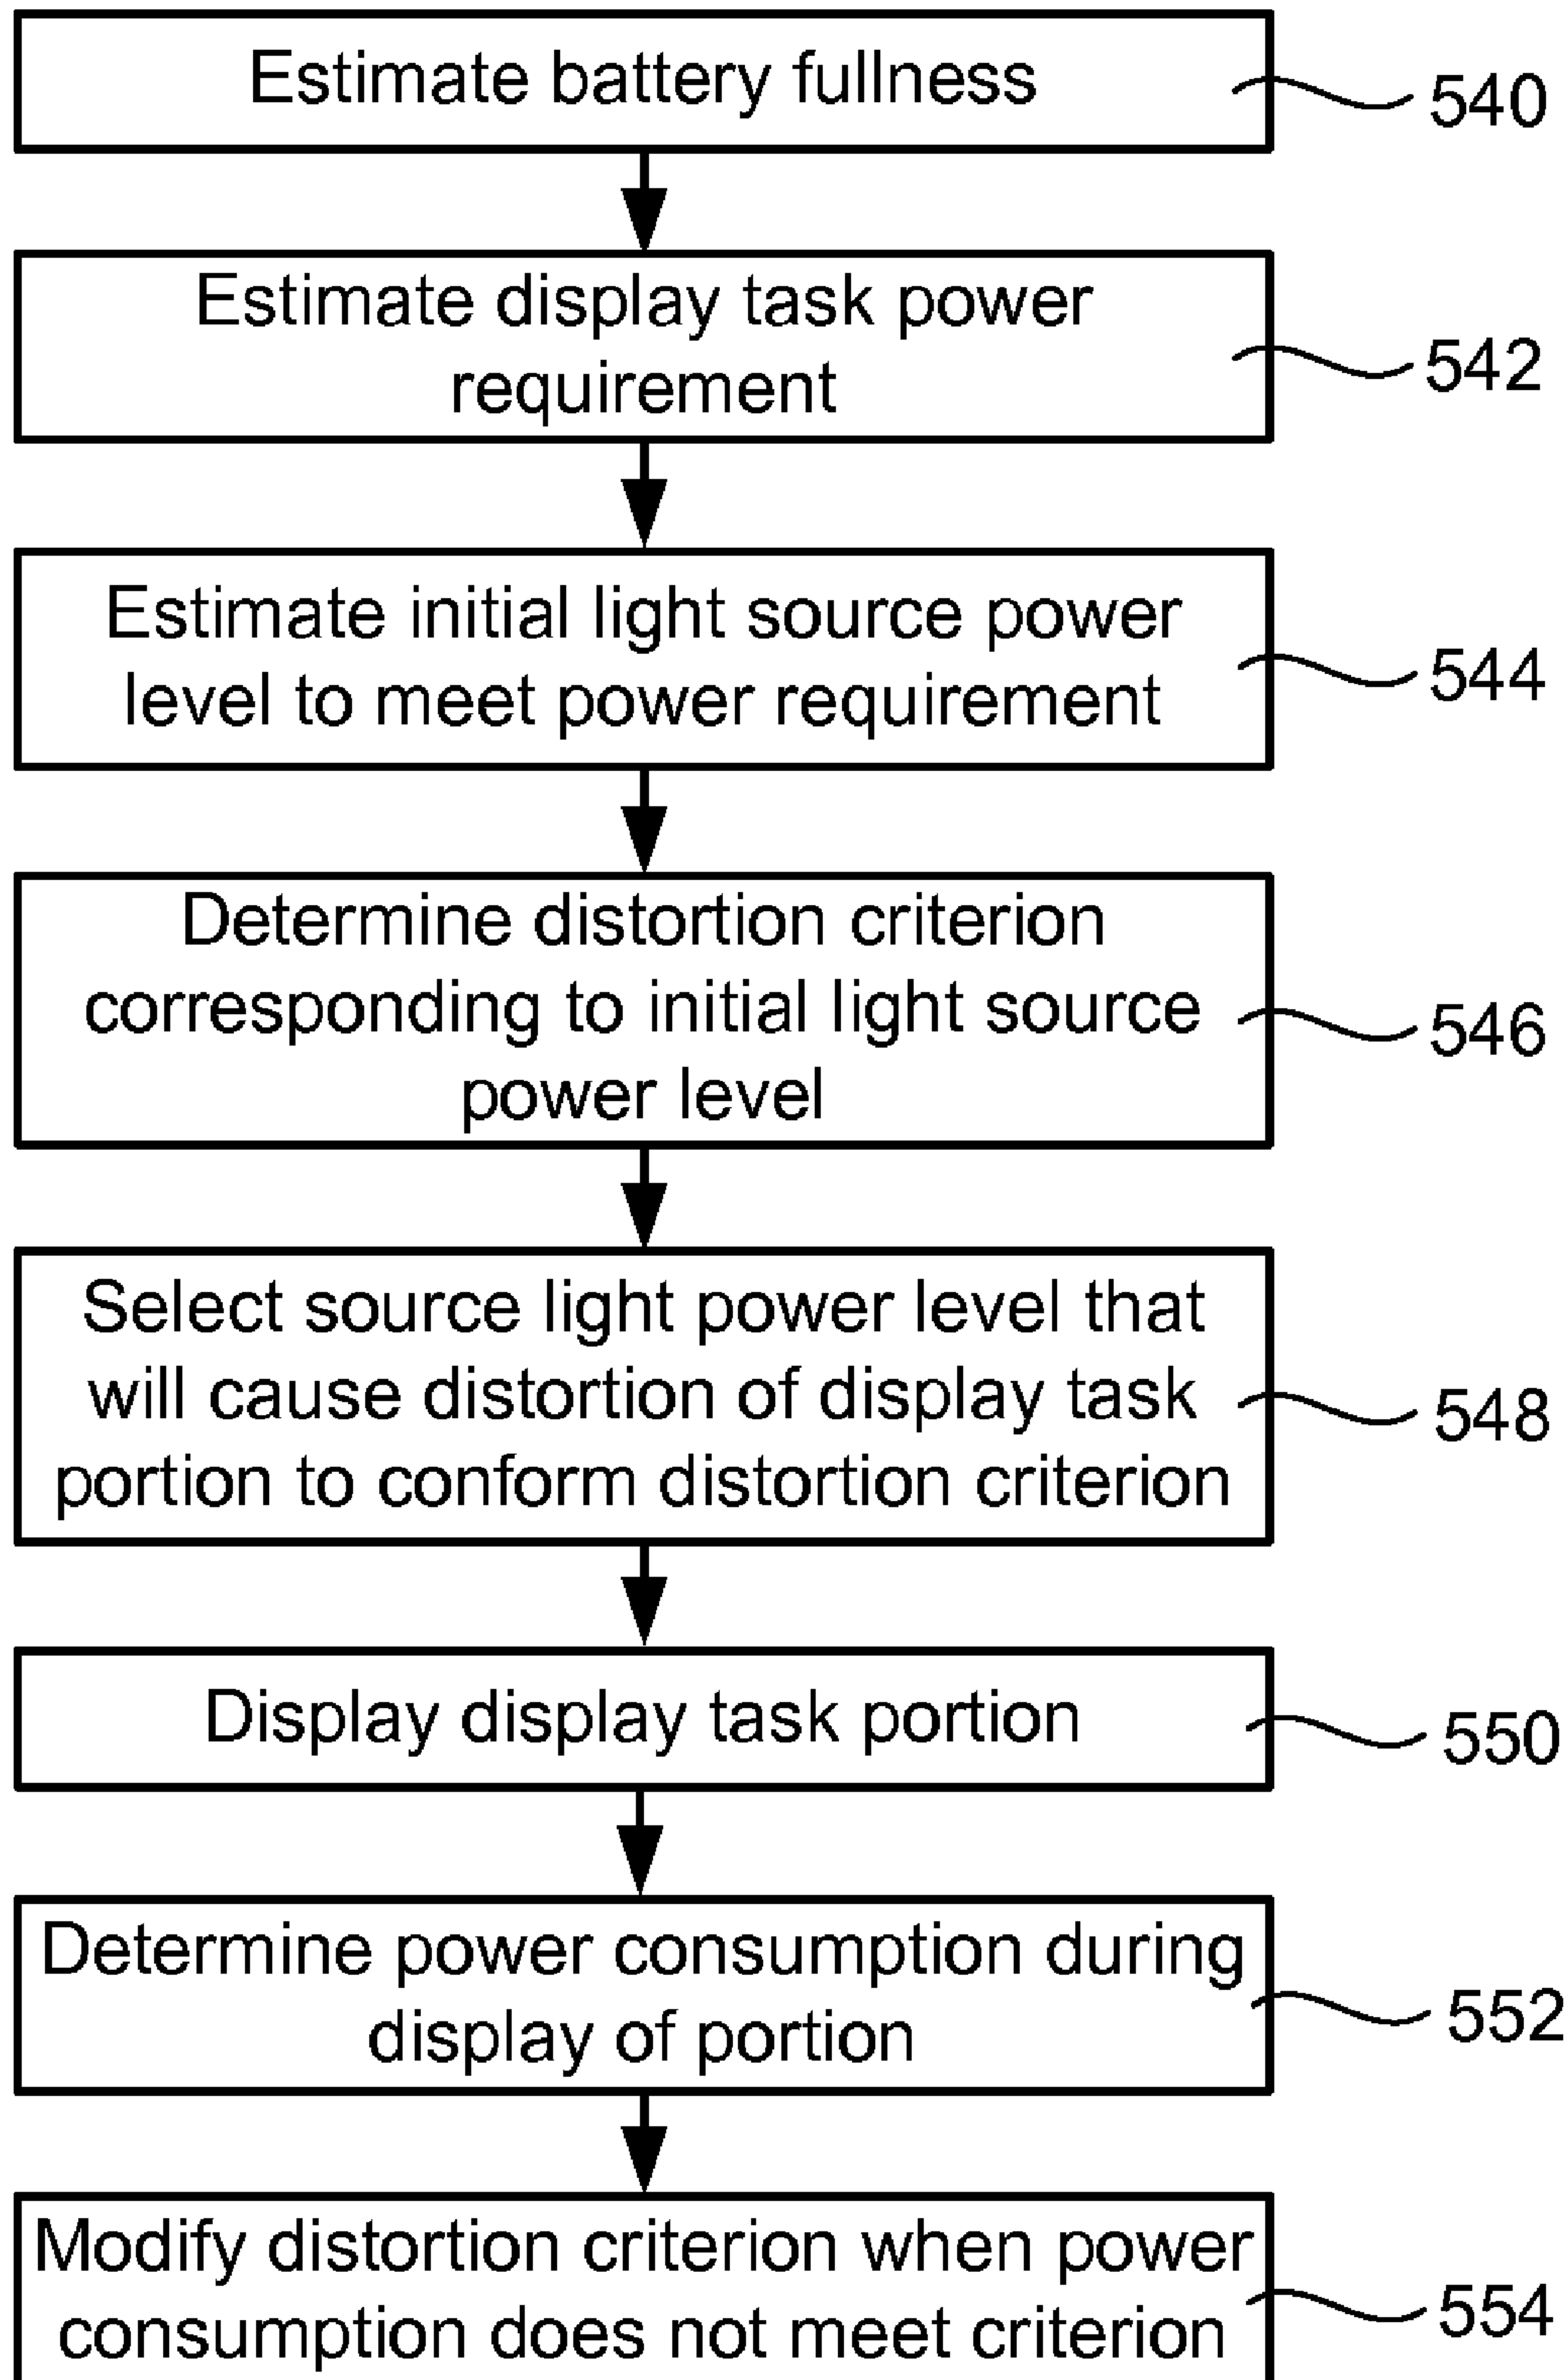 Estimate battery fullness
540
Estimate display task power
requirement
542
Estimate initial light source power
level to meet power requirement
544
Determine distortion criterion
corresponding to initial light source
power level
546
Select source light power level that
will cause distortion of display task
portion to conform distortion criterion
548
Display display task portion
550
Determine power consumption during
display of portion
552
Modify distortion criterion when power
consumption does not meet criterion
554